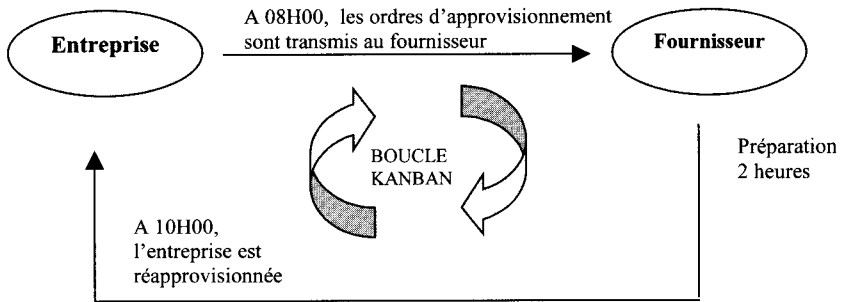 Entreprise
A 08H00, les ordres d'approvisionnement
sont transmis au fournisseur
Fournisseur
BOUCLE
KANBAN
Préparation
2 heures
A 10H00,
l'entreprise est
réapprovisionnée